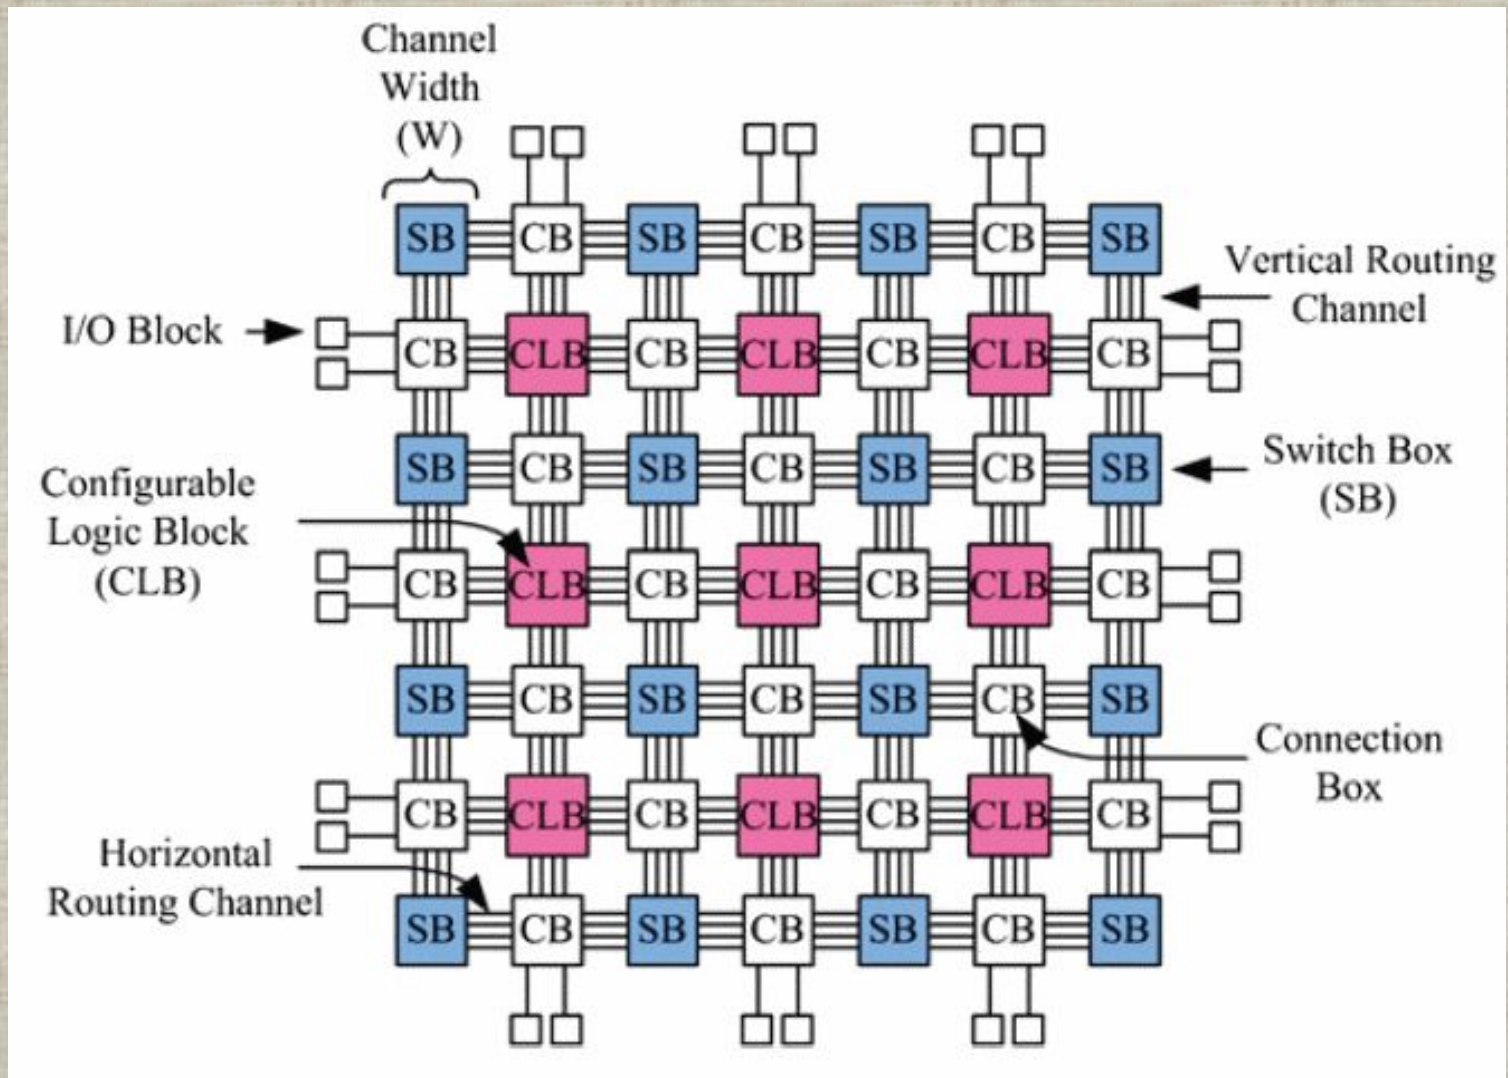 Channel
Width
(W)
SB CB SB CB SB CB SB
Vertical Routing
Channel
I/O Block
CB CLB CB CLB CB CLB CB
Configurable
Logic Block
(CLB)
SB CB SB CB SB CB SB
Switch Box
(SB)
CB CLB CB CLB CB CLB CB
SB CB SB CB SB CB SB
Connection
Box
CB CLB CB CLB CB CLB CB
Horizontal
Routing Channel
SB CB SB CB SB CB SB